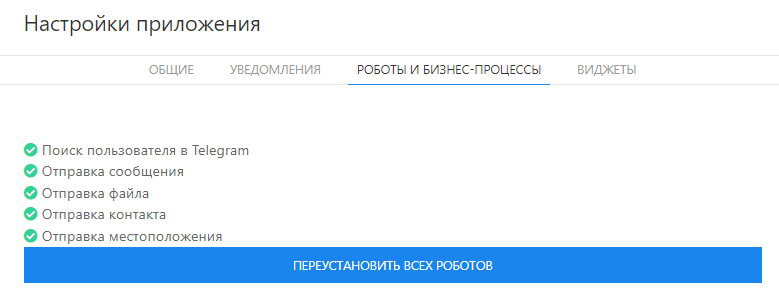 Настройки приложения
ОБЩИЕ УВЕДОМЛЕНИЯ РОБОТЫ И БИЗНЕС-ПРОЦЕССЫ ВИДЖЕТЫ
Поиск пользователя в Telegram
Отправка сообщения
Отправка файла
Отправка контакта
Отправка местоположения
ПЕРЕУСТАНОВИТЬ ВСЕХ РОБОТОВ